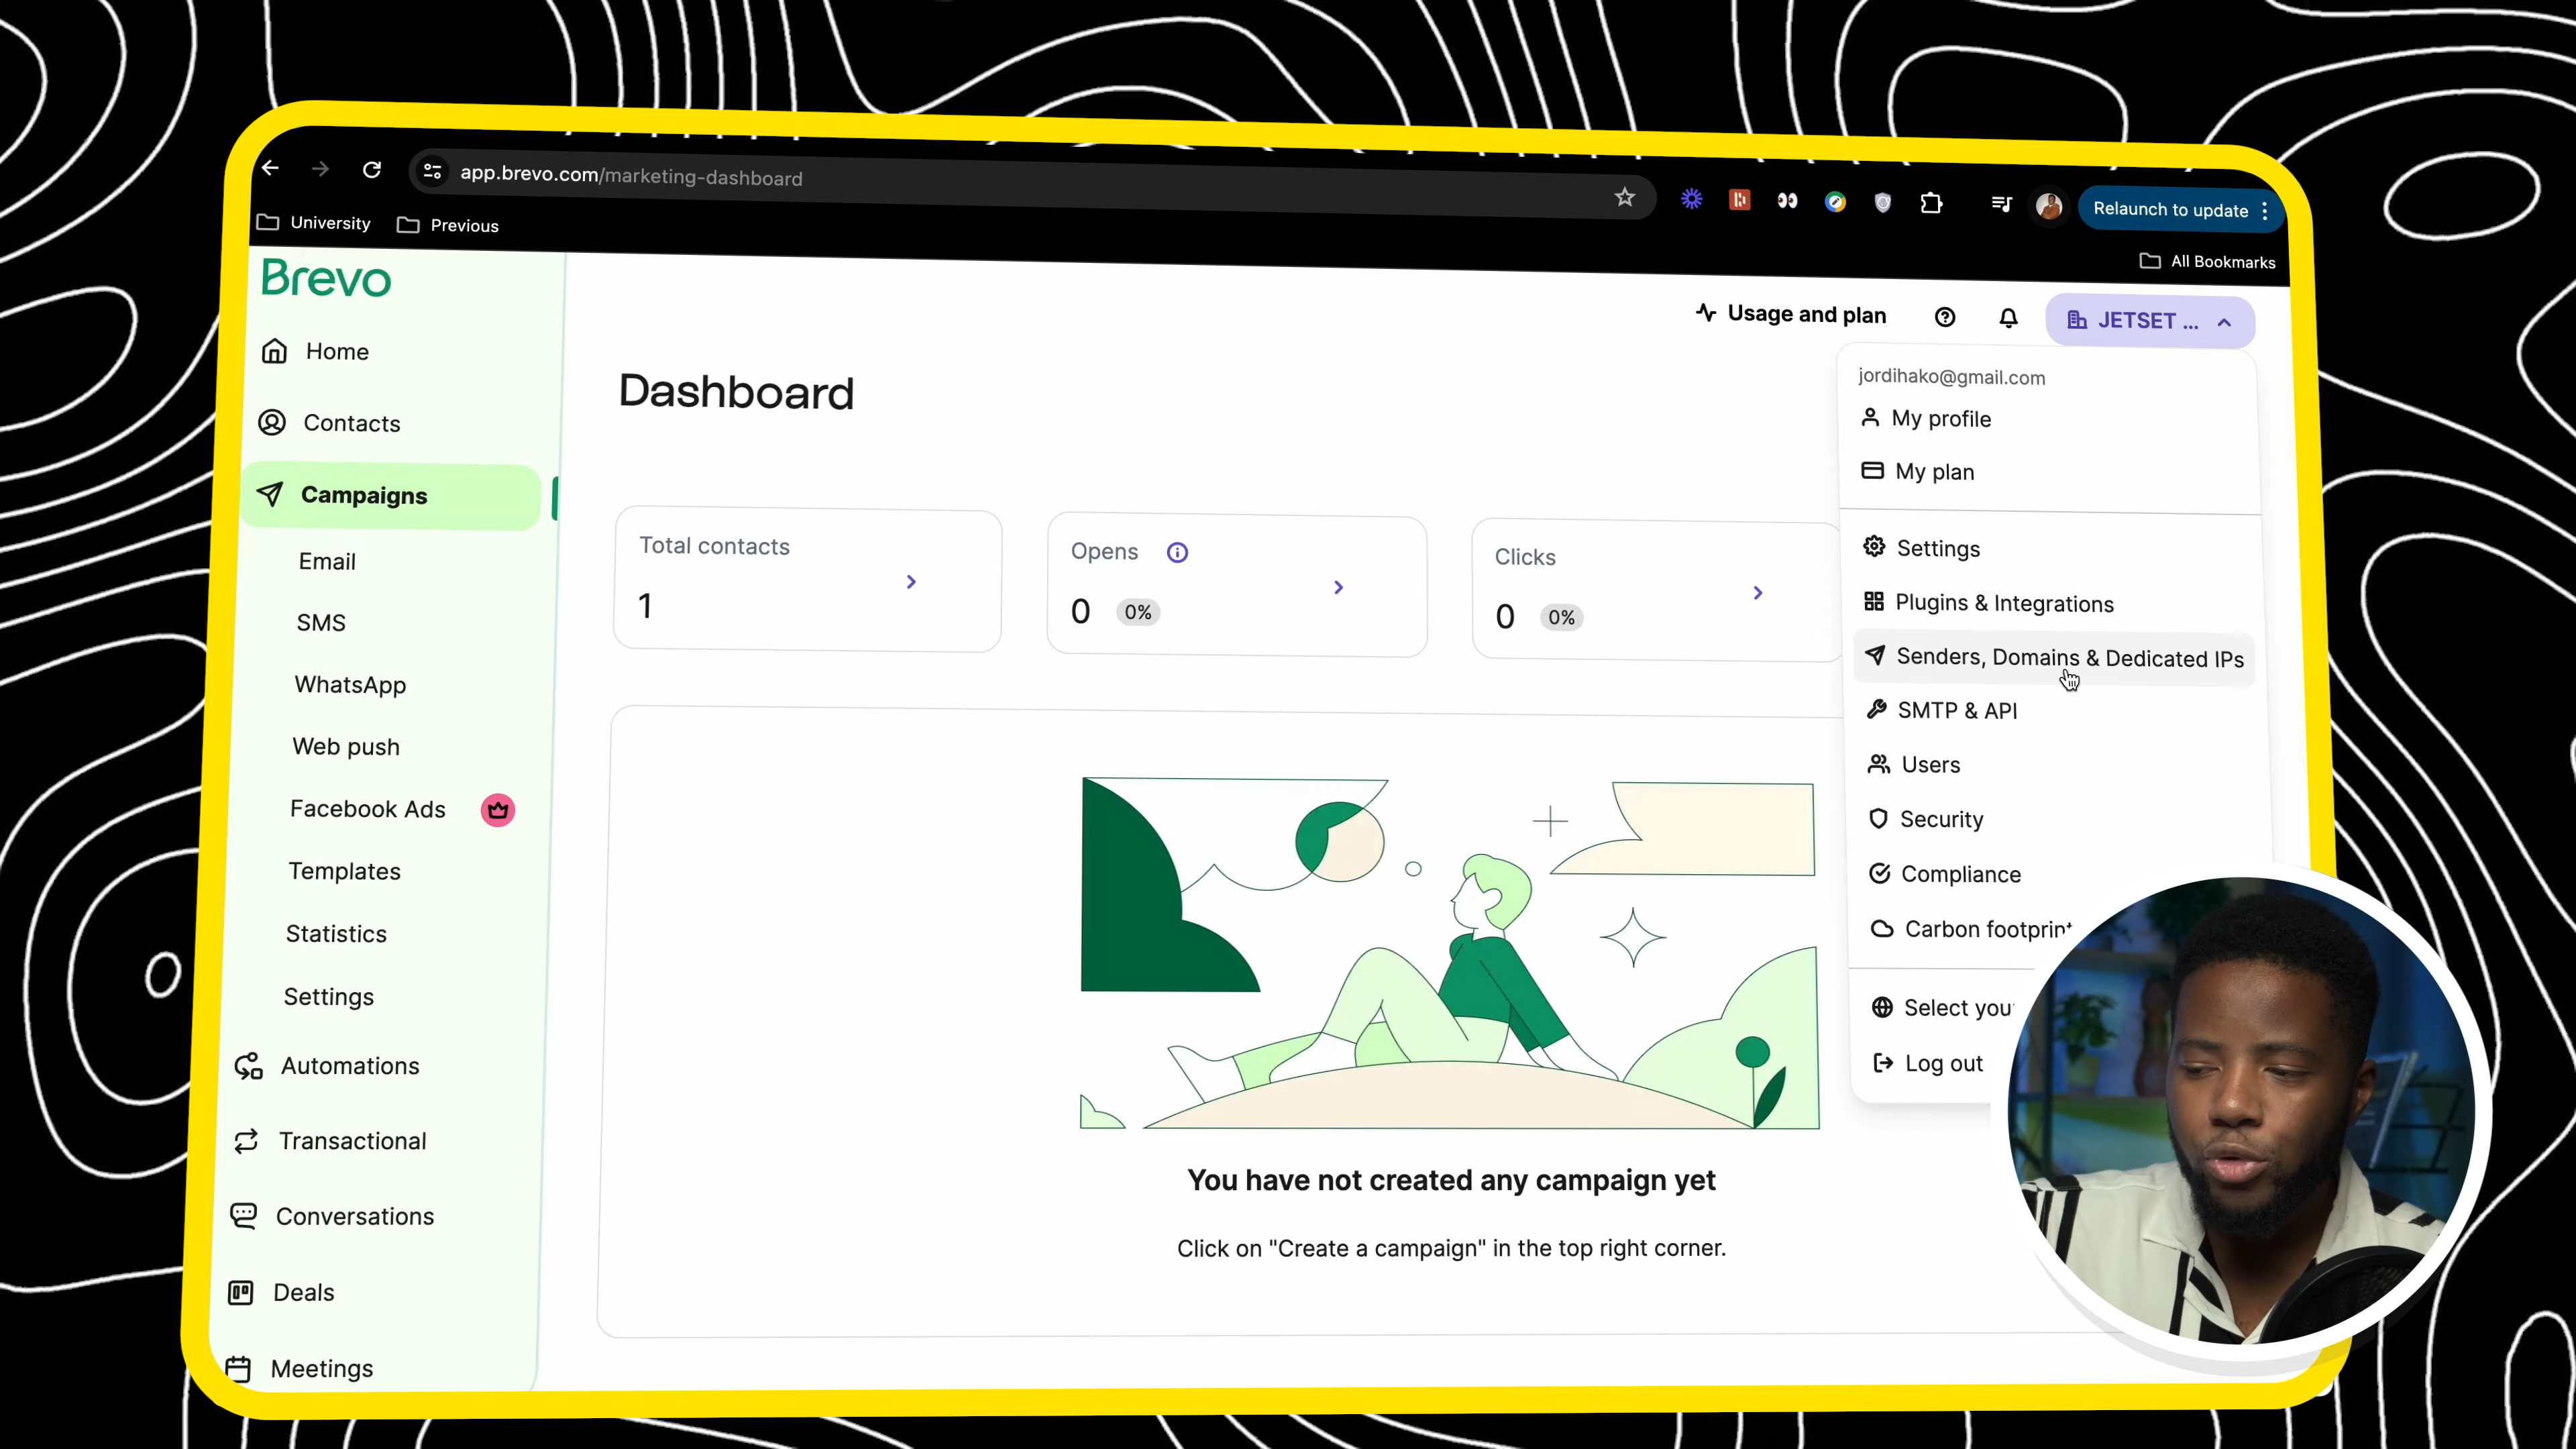 app.brevo.com/marketing-dashboard
Relaunch to update
University
Previous
All Bookmarks
Brevo
Home
Contacts
Campaigns
Email
SMS
WhatsApp
Web push
Facebook Ads
Templates
Statistics
Settings
Automations
Transactional
Conversations
Deals
Meetings
Usage and plan
JETSET ...
Dashboard
Total contacts
1
Opens
0 0%
Clicks
0 0%
You have not created any campaign yet
Click on "Create a campaign" in the top right corner.
jordihako@gmail.com
My profile
My plan
Settings
Plugins & Integrations
Senders, Domains & Dedicated IPs
SMTP & API
Users
Security
Compliance
Carbon footprint
Select you
Log out